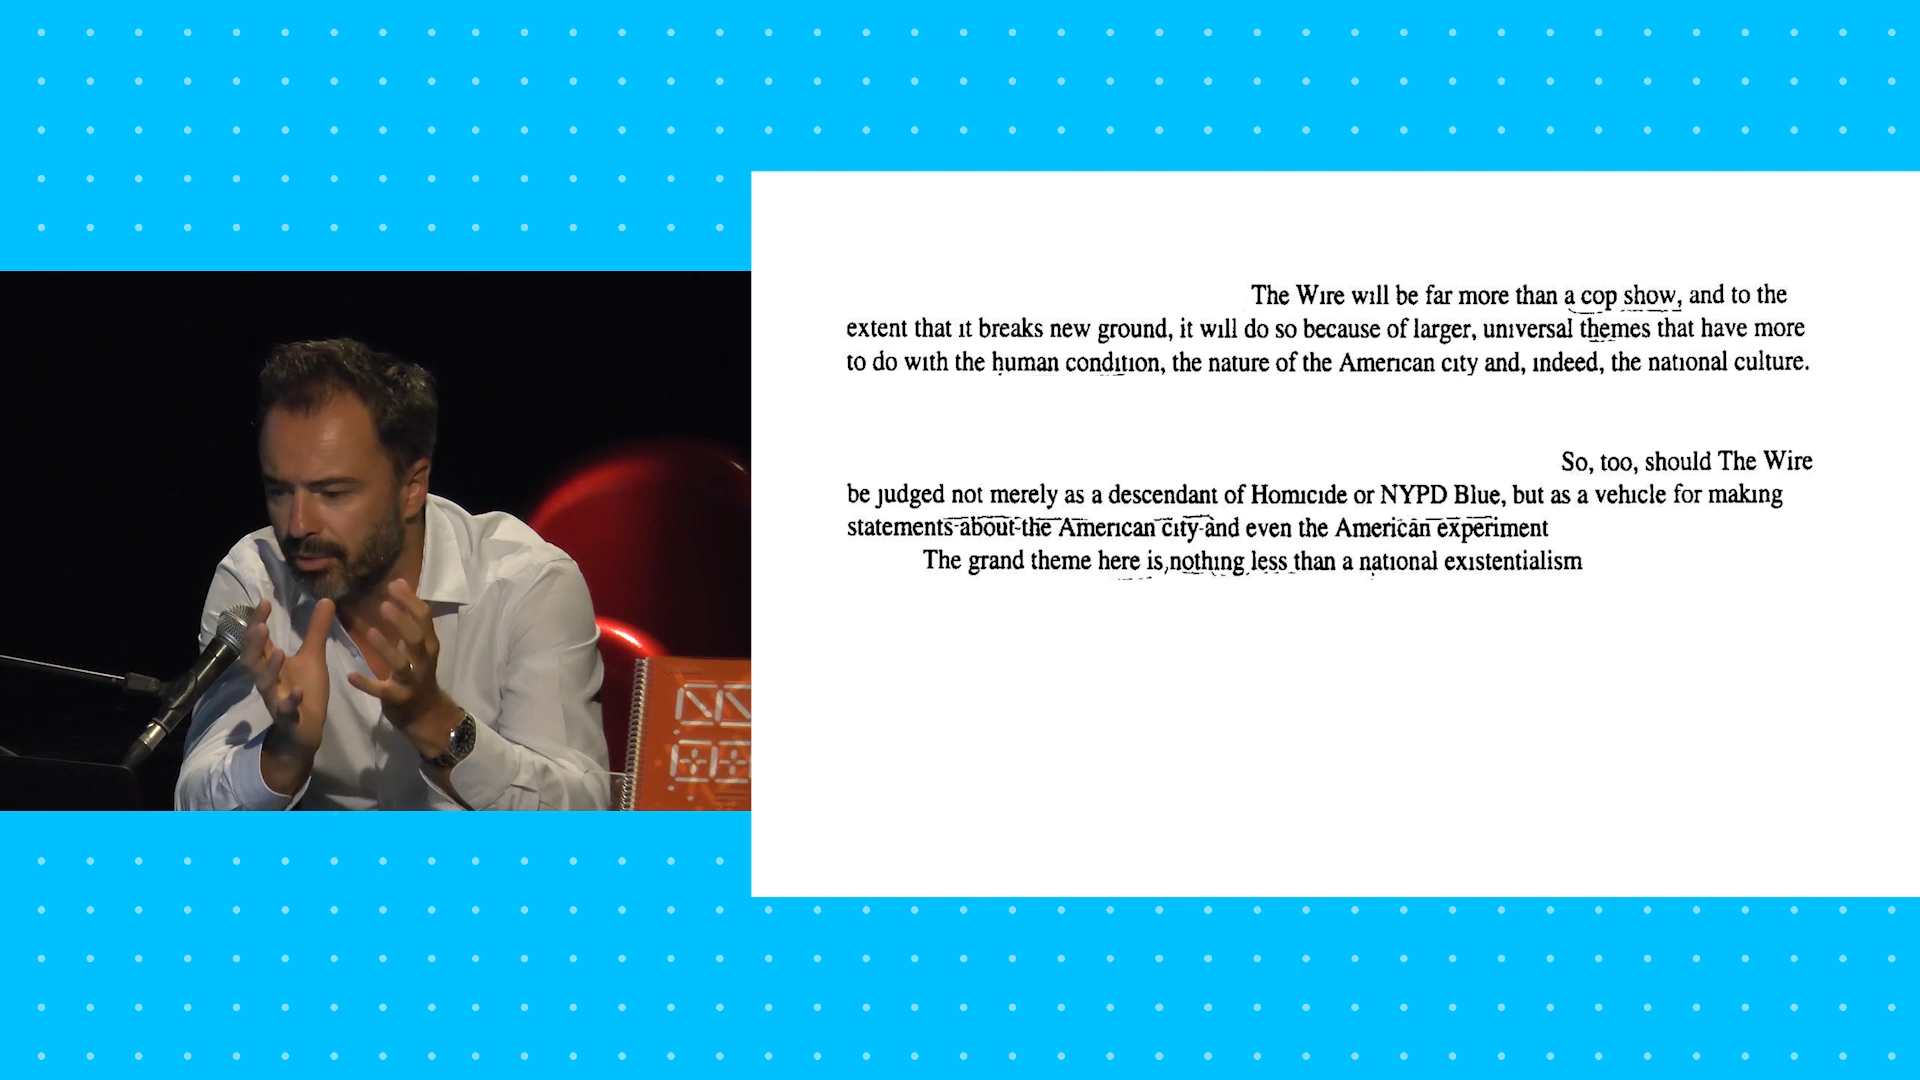 The Wire will be far more than a cop show, and to the
extent that it breaks new ground, it will do so because of larger, universal themes that have more
to do with the human condition, the nature of the American city and, indeed, the national culture.
So, too, should The Wire
be judged not merely as a descendant of Homicide or NYPD Blue, but as a vehicle for making
statements about the American city and even the American experiment
The grand theme here is nothing less than a national existentialism